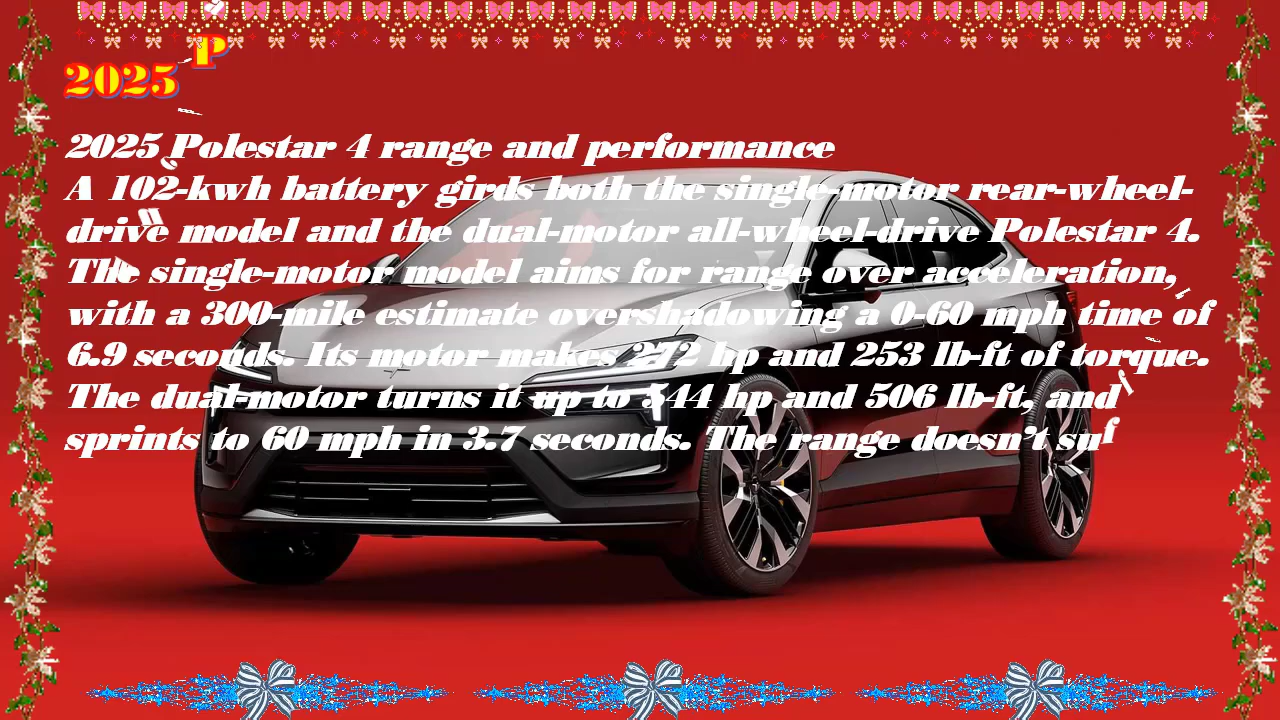 2025 P
2025 Polestar 4 range and performance
A 102-kwh battery girds both the single-motor rear-wheel-
drive model and the dual-motor all-wheel-drive Polestar 4.
The single-motor model aims for range over acceleration,
with a 300-mile estimate overshadowing a 0-60 mph time of
6.9 seconds. Its motor makes 272 hp and 253 lb-ft of torque.
The dual-motor turns it up to 544 hp and 506 lb-ft, and
sprints to 60 mph in 3.7 seconds. The range doesn't suf